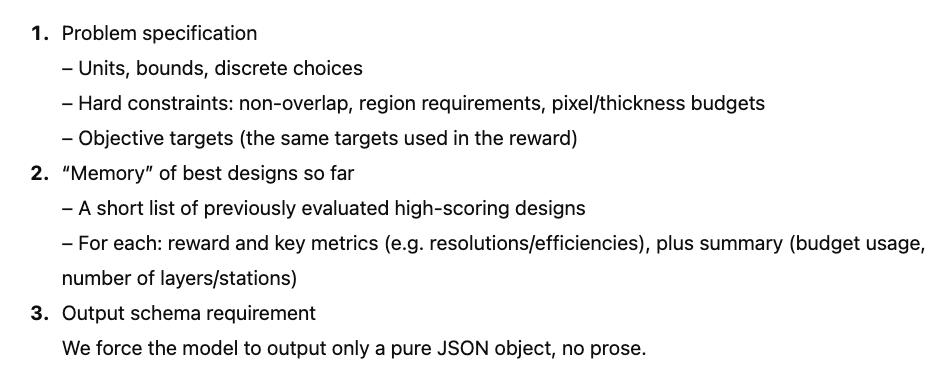 1. Problem specification
– Units, bounds, discrete choices
– Hard constraints: non-overlap, region requirements, pixel/thickness budgets
– Objective targets (the same targets used in the reward)
2. “Memory” of best designs so far
– A short list of previously evaluated high-scoring designs
– For each: reward and key metrics (e.g. resolutions/efficiencies), plus summary (budget usage,
number of layers/stations)
3. Output schema requirement
We force the model to output only a pure JSON object, no prose.